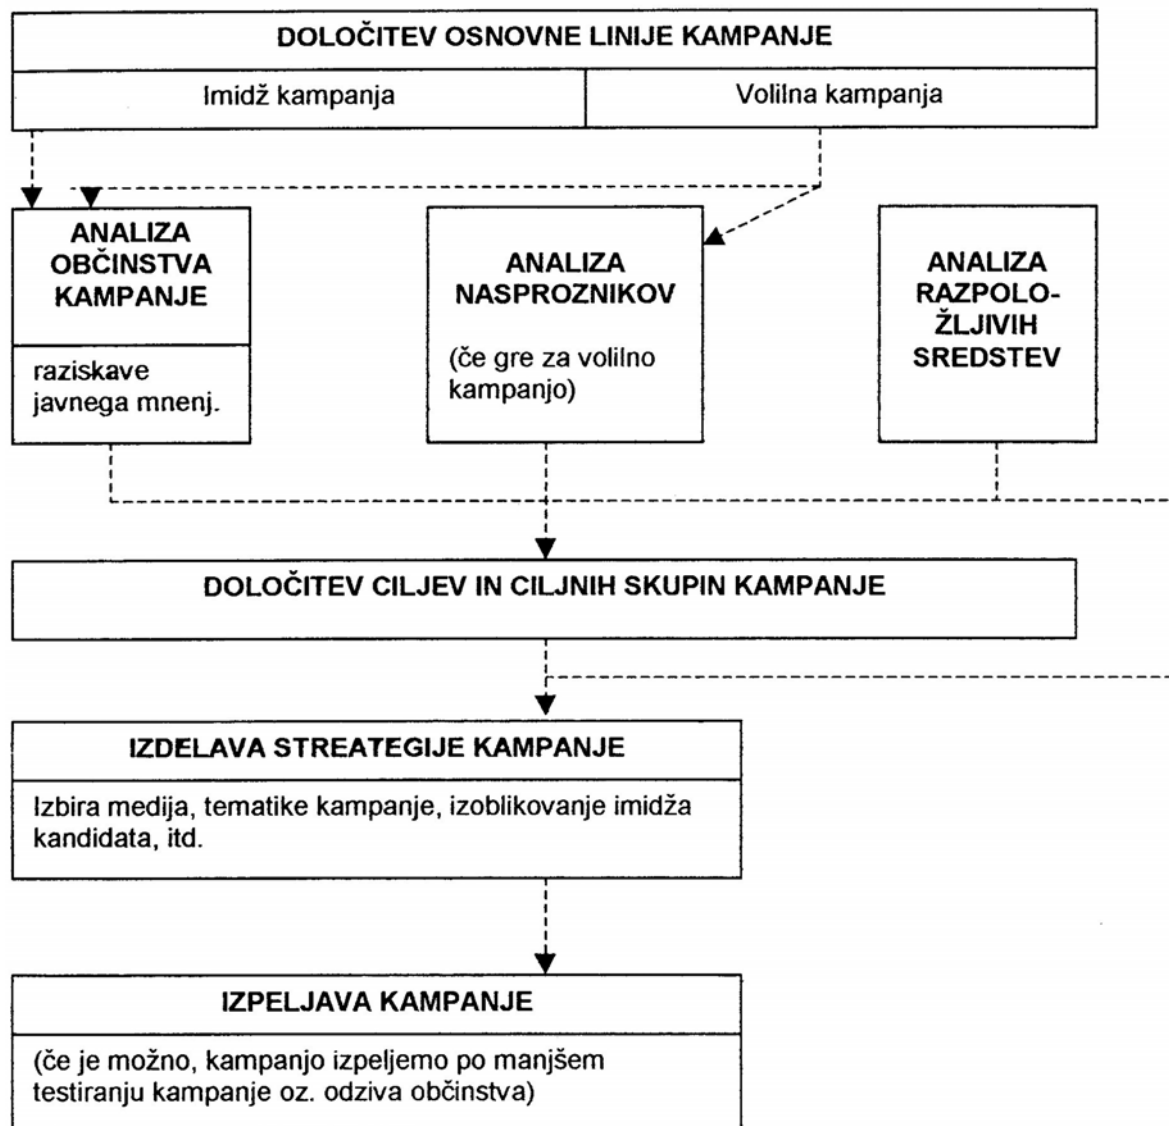 DOLOČITEV OSNOVNE LINIJE KAMPANJE
Imidž kampanja
Volilna kampanja
ANALIZA
OBČINSTVA
KAMPANJE
raziskave
javnega mnenj.
ANALIZA
NASPROZNIKOV
(če gre za volilno
kampanjo)
ANALIZA
RAZPOLO-
ŽLJIVIH
SREDSTEV
DOLOČITEV CILJEV IN CILJNIH SKUPIN KAMPANJE
IZDELAVA STREATEGIJE KAMPANJE
Izbira medija, tematike kampanje, izoblikovanje imidža
kandidata, itd.
IZPELJAVA KAMPANJE
(če je možno, kampanjo izpeljemo po manjšem
testiranju kampanje oz. odziva občinstva)